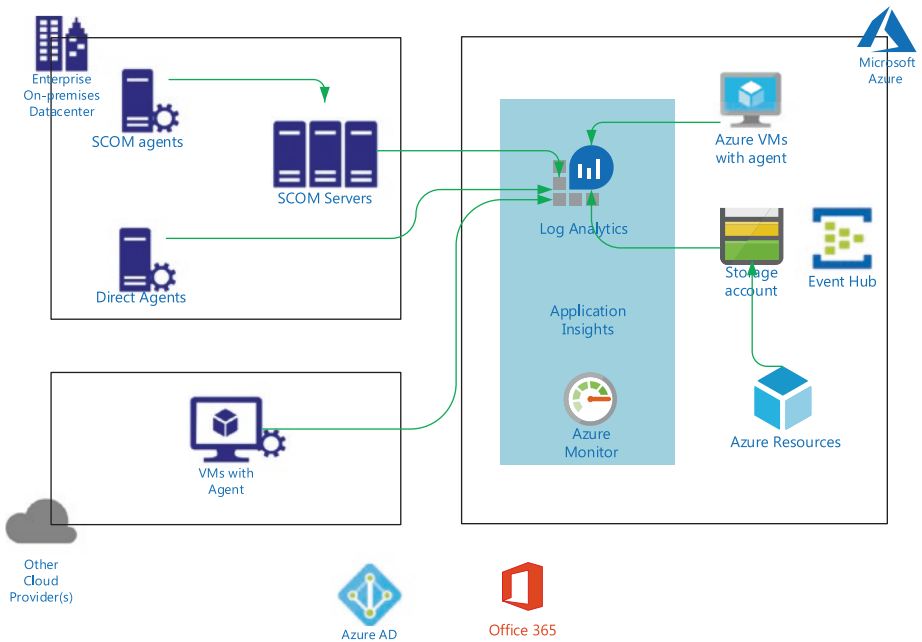 Enterprise
On-premises
Datacenter
SCOM agents
SCOM Servers
Direct Agents
VMs with
Agent
Other
Cloud
Provider(s)
Microsoft
Azure
Azure VMs
with agent
Log Analytics
Storage
account
Event Hub
Application
Insights
Azure
Monitor
Azure Resources
Azure AD
Office 365